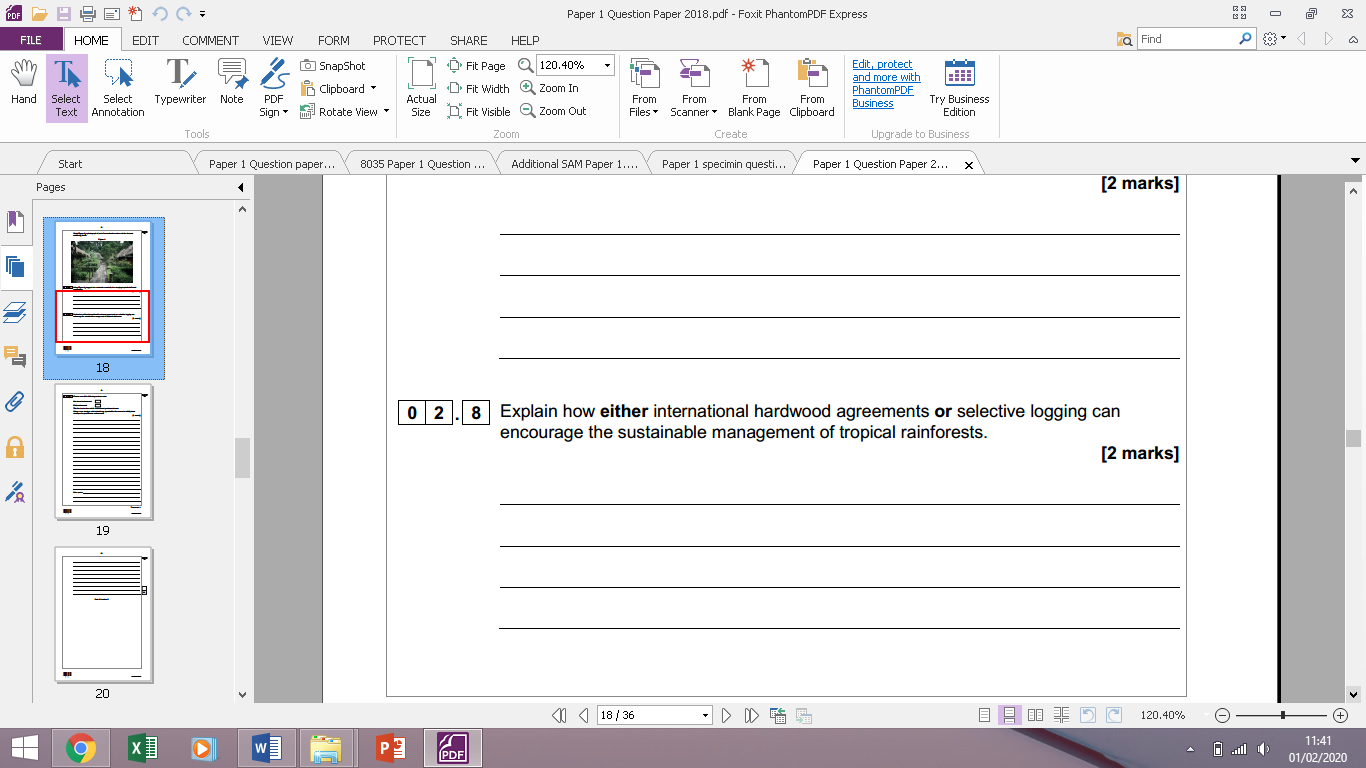 Paper 1 Question Paper 2018.pdf - Foxit PhantomPDF Express
FILE HOME EDIT COMMENT VIEW FORM PROTECT SHARE HELP
Find
Hand
Select Text
Select Annotation
Typewriter
Note
PDF Sign
SnapShot
Clipboard
Rotate View
Tools
Actual Size
Fit Page
Fit Width
Fit Visible
120.40%
Zoom In
Zoom Out
Zoom
From Files
From Scanner
From Blank Page
From Clipboard
Create
Edit, protect
and more with
PhantomPDF
Business
Try Business Edition
Upgrade to Business
Start
Paper 1 Question paper...
8035 Paper 1 Question ...
Additional SAM Paper 1....
Paper 1 specimin questi...
Paper 1 Question Paper 2...
Pages
18
19
20
[2 marks]
0 2 . 8 Explain how either international hardwood agreements or selective logging can
encourage the sustainable management of tropical rainforests.
[2 marks]
18 / 36
120.40%
11:41
01/02/2020